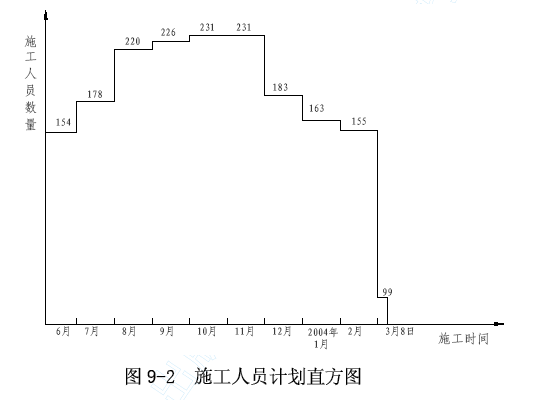 施工人员数量
154
178
220
226
231
231
183
163
155
99
6月
7月
8月
9月
10月
11月
12月
2004年
1月
2月
3月8日
施工时间
图 9-2 施工人员计划直方图